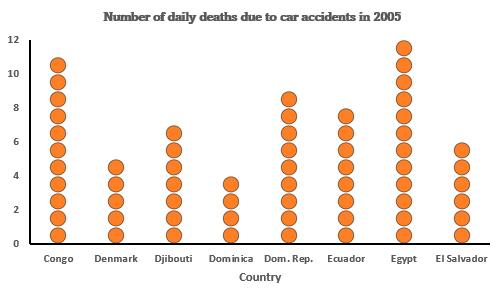 Number of daily deaths due to car accidents in 2005
12
10
8
6
4
2
0
Congo Denmark Djibouti Dominica Dom. Rep. Ecuador Egypt El Salvador
Country